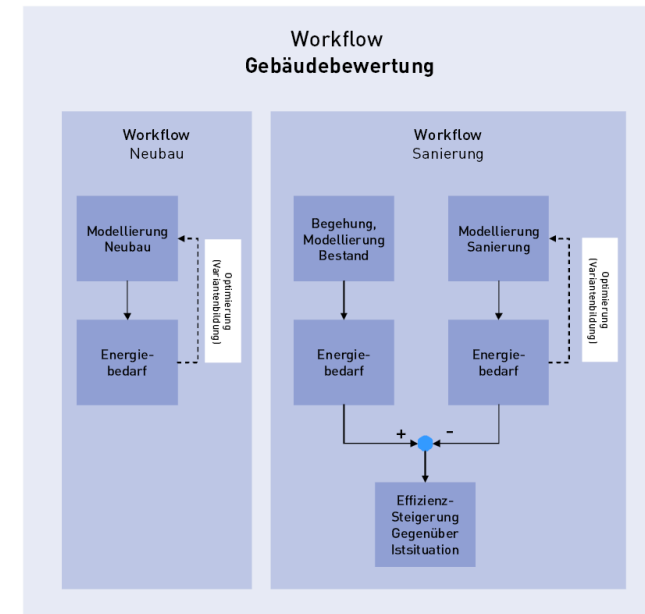 Workflow
Gebäudebewertung
Workflow
Neubau
Modellierung
Neubau
Optimierung
(Variantenbildung)
Energie-
bedarf
Workflow
Sanierung
Begehung,
Modellierung
Bestand
Modellierung
Sanierung
Optimierung
(Variantenbildung)
Energie-
bedarf
Energie-
bedarf
+
-
Effizienz-
Steigerung
Gegenüber
Istsituation